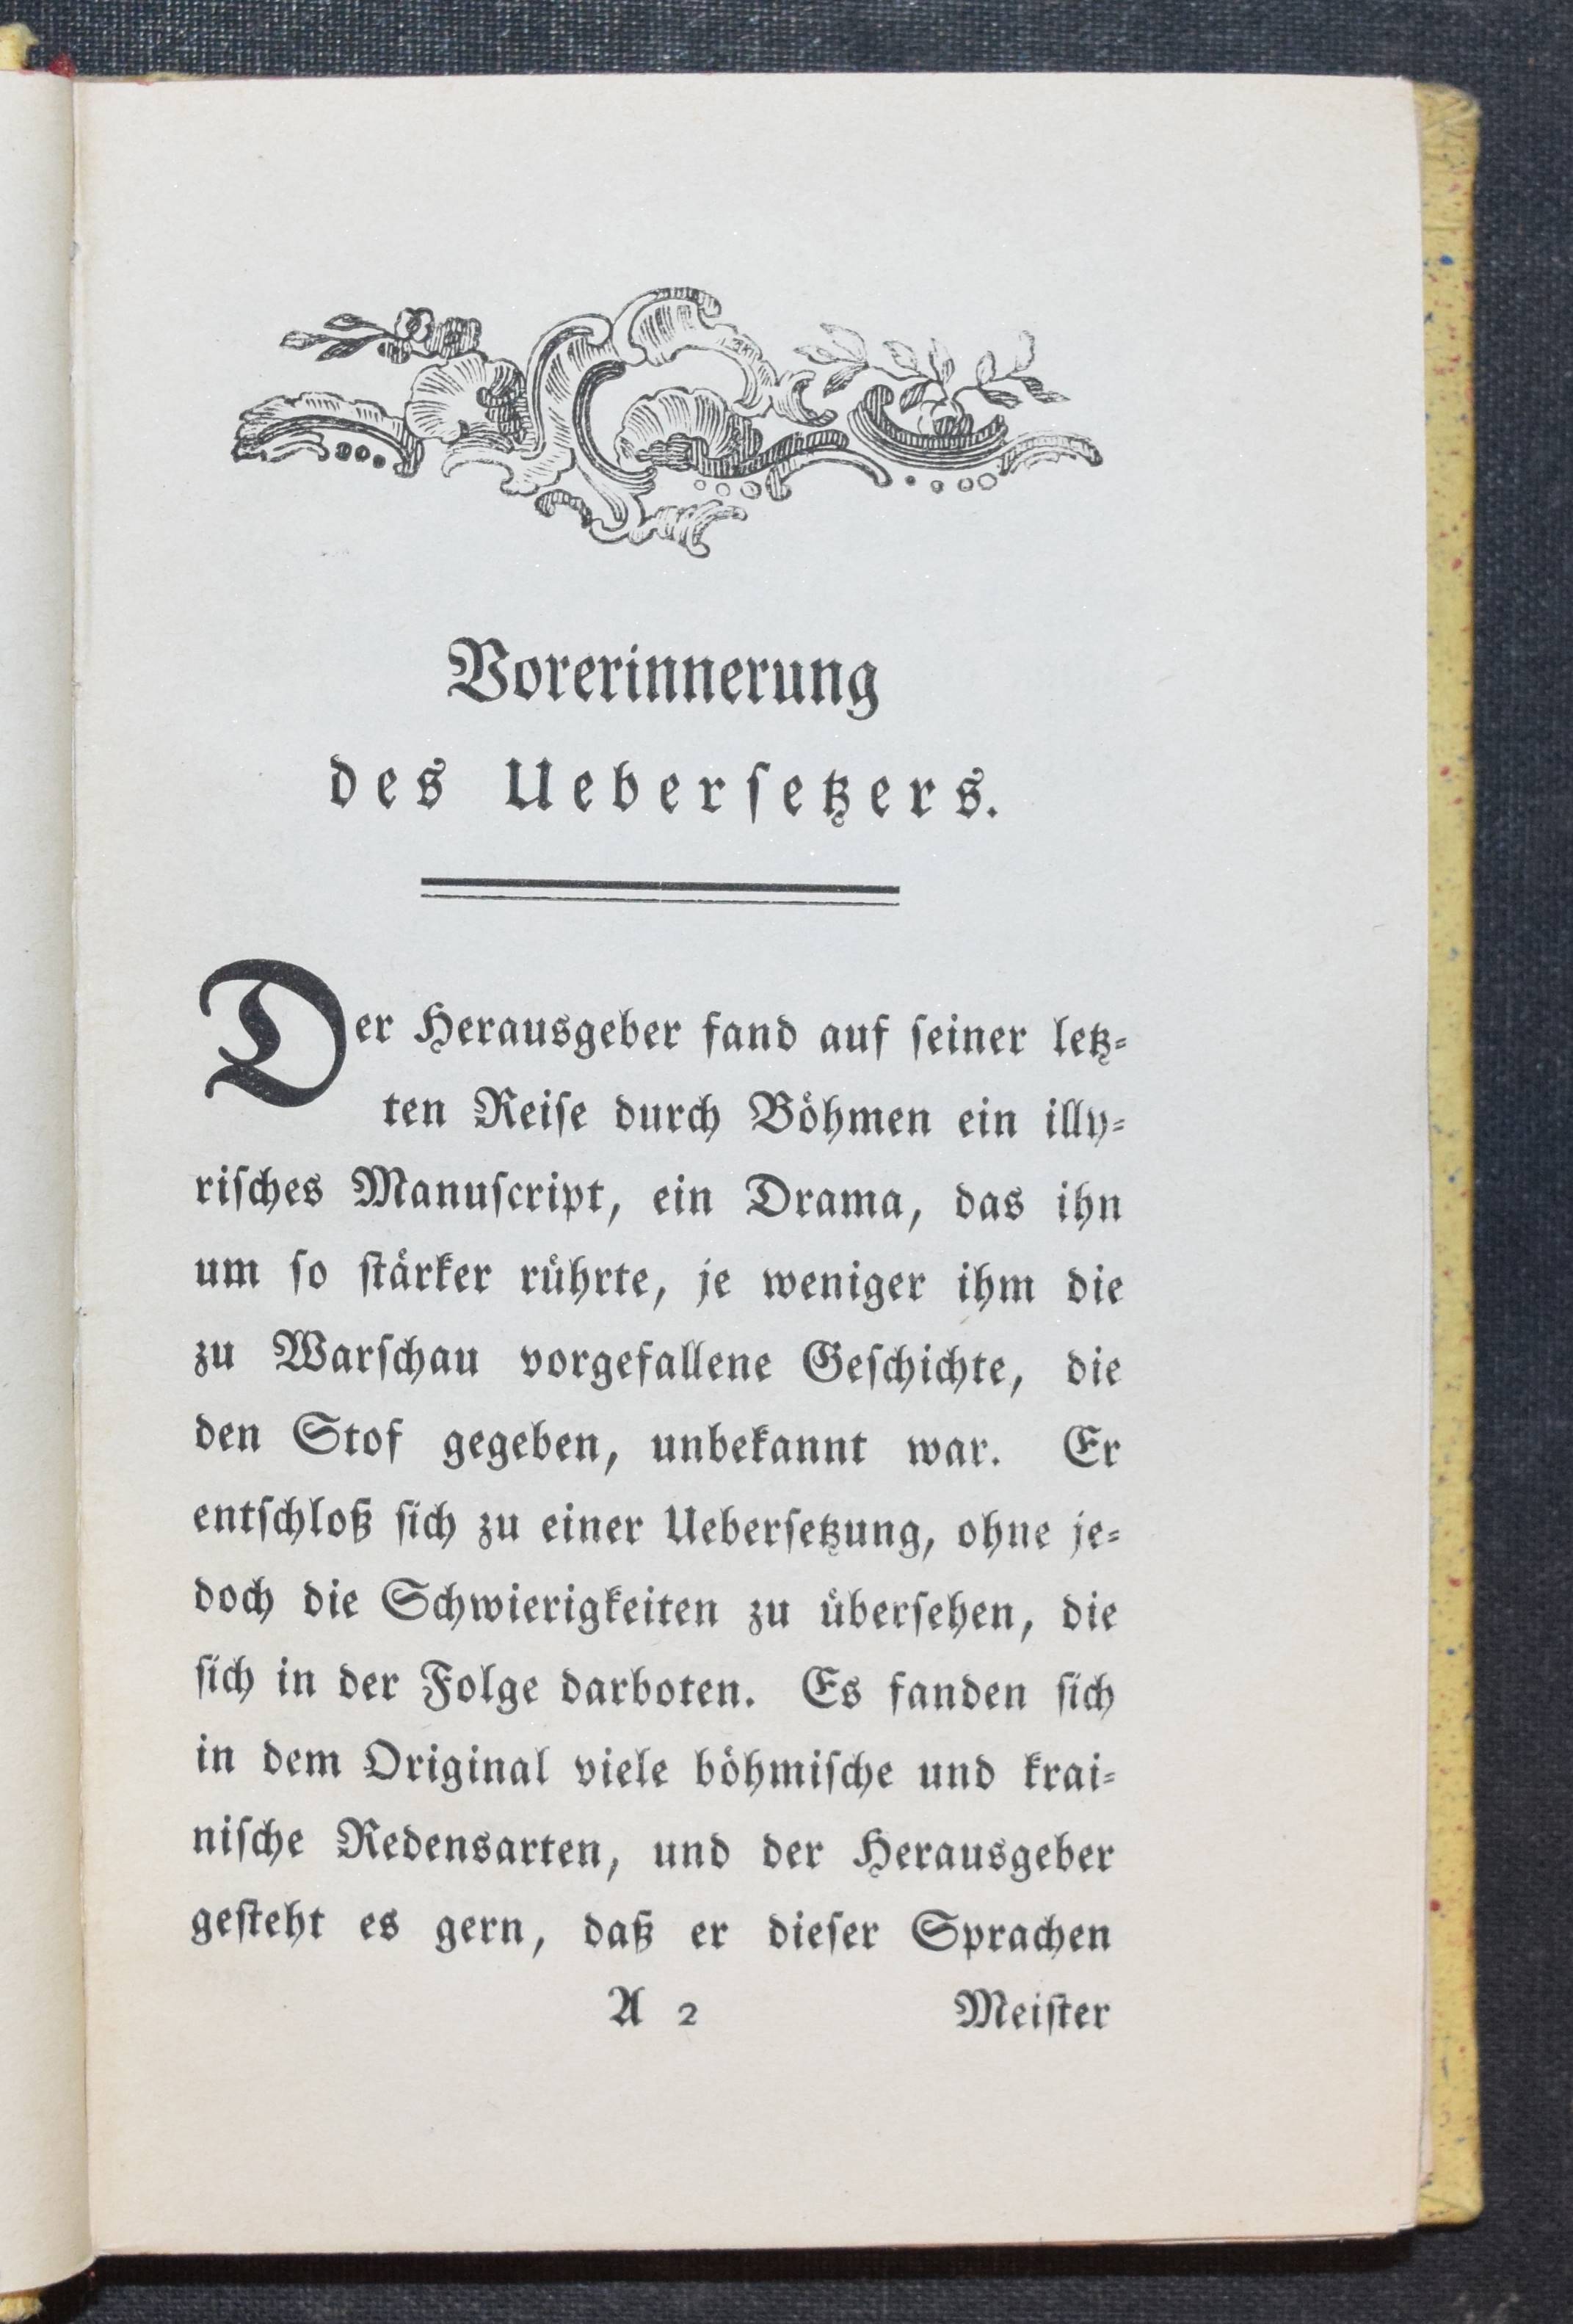 Vorerinnerung
des Ueberſetzers.
Der Herausgeber fand auf ſeiner letz⸗
ten Reiſe durch Böhmen ein illy⸗
riſches Manuſcript, ein Drama, das ihn
um ſo ſtärker rührte, je weniger ihm die
zu Warſchau vorgefallene Geſchichte, die
den Stof gegeben, unbekannt war. Er
entſchloß ſich zu einer Ueberſetzung, ohne je⸗
doch die Schwierigkeiten zu überſehen, die
ſich in der Folge darboten. Es fanden ſich
in dem Original viele böhmiſche und krai⸗
niſche Redensarten, und der Herausgeber
geſteht es gern, daß er dieſer Sprachen
A 2 Meiſter